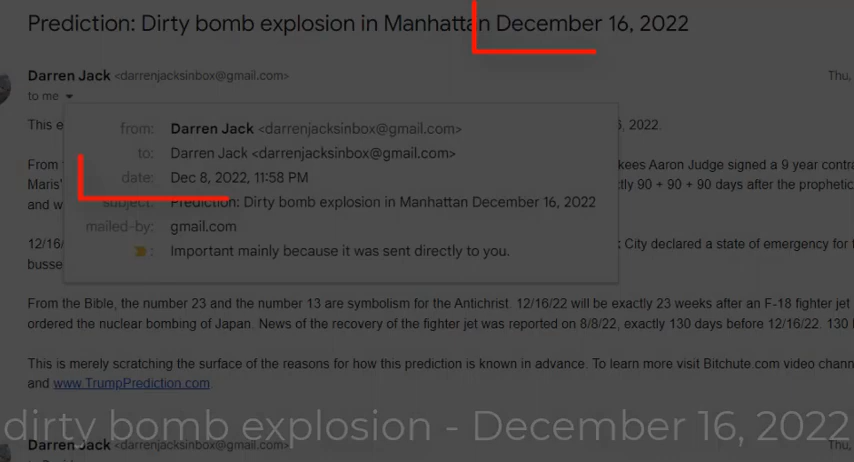 Prediction: Dirty bomb explosion in Manhattan December 16, 2022
Darren Jack <darrenjacksinbox@gmail.com> Thu,
to me
This e 6, 2022.
from: Darren Jack <darrenjacksinbox@gmail.com>
to: Darren Jack <darrenjacksinbox@gmail.com>
date: Dec 8, 2022, 11:58 PM
subject: Prediction: Dirty bomb explosion in Manhattan December 16, 2022
mailed-by: gmail.com
: Important mainly because it was sent directly to you.
From kees Aaron Judge signed a 9 year contra
Maris' tly 90 + 90 + 90 days after the prophetic
and w
12/16/ k City declared a state of emergency for
busse
From the Bible, the number 23 and the number 13 are symbolism for the Antichrist. 12/16/22 will be exactly 23 weeks after an F-18 fighter jet
ordered the nuclear bombing of Japan. News of the recovery of the fighter jet was reported on 8/8/22, exactly 130 days before 12/16/22. 130
This is merely scratching the surface of the reasons for how this prediction is known in advance. To learn more visit Bitchute.com video chann
and www.TrumpPrediction.com.
dirty bomb explosion - December 16, 2022
Darren Jack <darrenjacksinbox@gmail.com> Thu,